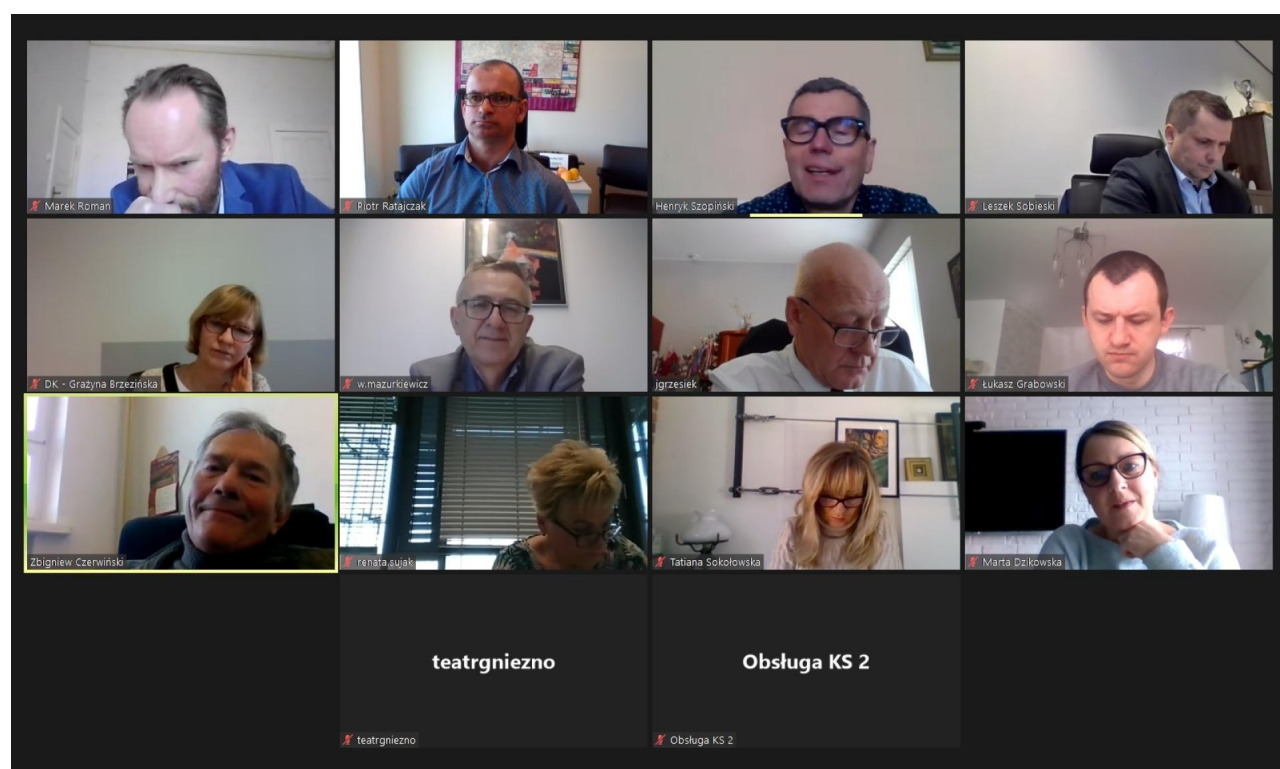 Marek Roman
Piotr Ratajczak
Henryk Szopiński
Leszek Sobieski
DK - Grażyna Brzezińska
w.mazurkiewicz
jgrzesiek
Łukasz Grabowski
Zbigniew Czerwiński
renata.sujak
Tatiana Sokołowska
Marta Dzikowska
teatrgniezno
Obsługa KS 2
teatrgniezno
Obsługa KS 2